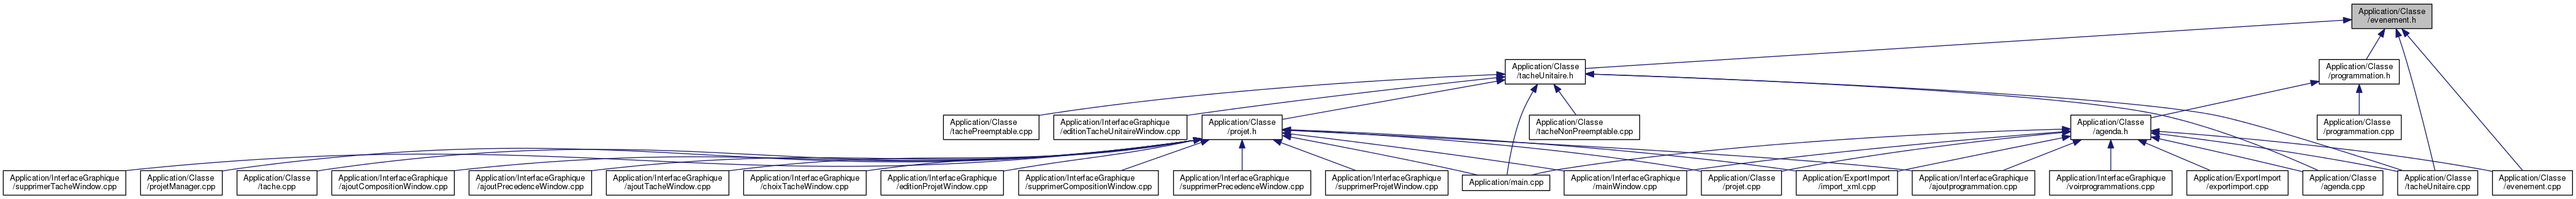 Application/Classe
/evenement.h
Application/Classe
/tacheUnitaire.h
Application/Classe
/programmation.h
Application/Classe
/tachePreemptable.cpp
Application/InterfaceGraphique
/editionTacheUnitaireWindow.cpp
Application/Classe
/projet.h
Application/Classe
/tacheNonPreemptable.cpp
Application/Classe
/agenda.h
Application/Classe
/programmation.cpp
Application/InterfaceGraphique
/supprimerTacheWindow.cpp
Application/Classe
/projetManager.cpp
Application/Classe
/tache.cpp
Application/InterfaceGraphique
/ajoutCompositionWindow.cpp
Application/InterfaceGraphique
/ajoutPrecedenceWindow.cpp
Application/InterfaceGraphique
/ajoutTacheWindow.cpp
Application/InterfaceGraphique
/choixTacheWindow.cpp
Application/InterfaceGraphique
/editionProjetWindow.cpp
Application/InterfaceGraphique
/supprimerCompositionWindow.cpp
Application/InterfaceGraphique
/supprimerPrecedenceWindow.cpp
Application/InterfaceGraphique
/supprimerProjetWindow.cpp
Application/main.cpp
Application/InterfaceGraphique
/mainWindow.cpp
Application/Classe
/projet.cpp
Application/ExportImport
/import_xml.cpp
Application/InterfaceGraphique
/ajoutprogrammation.cpp
Application/InterfaceGraphique
/voirprogrammations.cpp
Application/ExportImport
/exportimport.cpp
Application/Classe
/agenda.cpp
Application/Classe
/tacheUnitaire.cpp
Application/Classe
/evenement.cpp